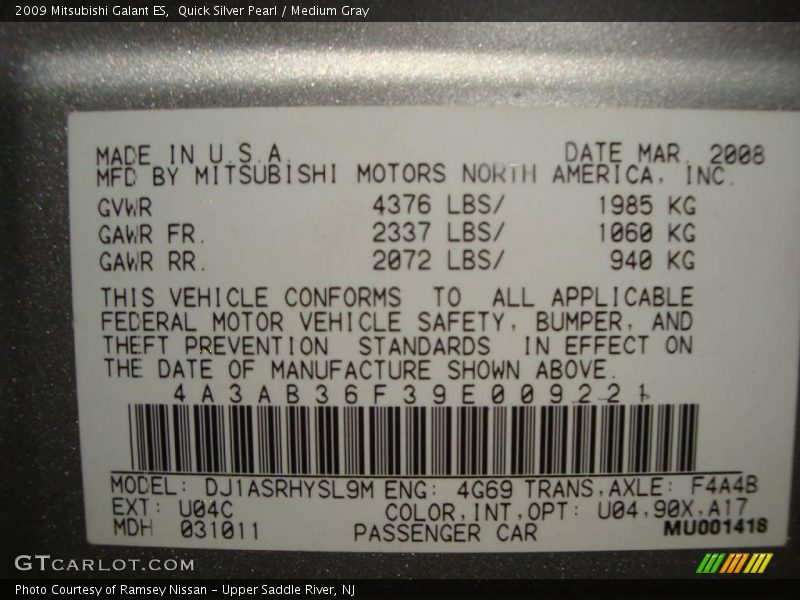 2009 Mitsubishi Galant ES,  Quick Silver Pearl / Medium Gray
MADE IN U.S.A. DATE MAR. 2008
MFD BY MITSUBISHI MOTORS NORTH AMERICA, INC.
GVWR 4376 LBS/ 1985 KG
GAWR FR. 2337 LBS/ 1060 KG
GAWR RR. 2072 LBS/ 940 KG
THIS VEHICLE CONFORMS TO ALL APPLICABLE
FEDERAL MOTOR VEHICLE SAFETY, BUMPER, AND
THEFT PREVENTION STANDARDS IN EFFECT ON
THE DATE OF MANUFACTURE SHOWN ABOVE.
4A3AB36F39E009221
MODEL: DJ1ASRHYSL9M ENG: 4G69 TRANS,AXLE: F4A4B
EXT: U04C COLOR,INT,OPT: U04,90X,A17
MDH 031011 PASSENGER CAR MU001418
GTCARLOT.COM
Photo Courtesy of Ramsey Nissan - Upper Saddle River, NJ